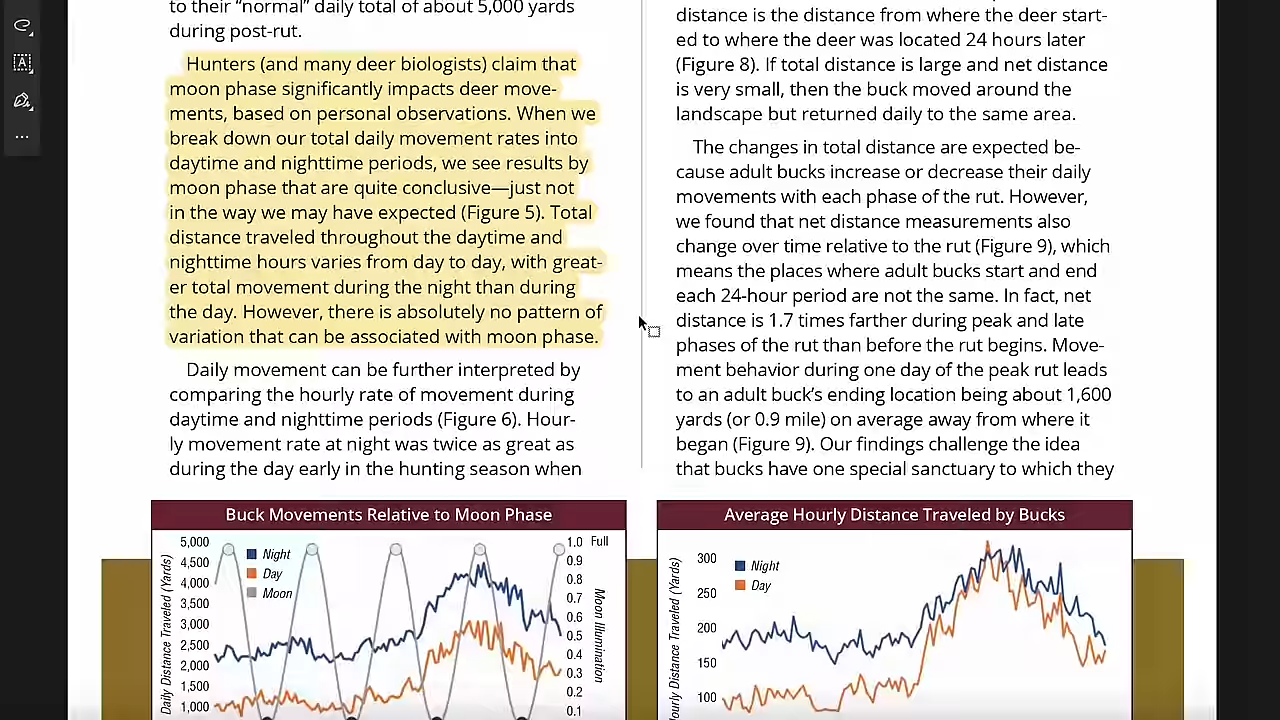 to their “normal” daily total of about 5,000 yards
during post-rut.
Hunters (and many deer biologists) claim that
moon phase significantly impacts deer move-
ments, based on personal observations. When we
break down our total daily movement rates into
daytime and nighttime periods, we see results by
moon phase that are quite conclusive—just not
in the way we may have expected (Figure 5). Total
distance traveled throughout the daytime and
nighttime hours varies from day to day, with great-
er total movement during the night than during
the day. However, there is absolutely no pattern of
variation that can be associated with moon phase.
Daily movement can be further interpreted by
comparing the hourly rate of movement during
daytime and nighttime periods (Figure 6). Hour-
ly movement rate at night was twice as great as
during the day early in the hunting season when
distance is the distance from where the deer start-
ed to where the deer was located 24 hours later
(Figure 8). If total distance is large and net distance
is very small, then the buck moved around the
landscape but returned daily to the same area.
The changes in total distance are expected be-
cause adult bucks increase or decrease their daily
movements with each phase of the rut. However,
we found that net distance measurements also
change over time relative to the rut (Figure 9), which
means the places where adult bucks start and end
each 24-hour period are not the same. In fact, net
distance is 1.7 times farther during peak and late
phases of the rut than before the rut begins. Move-
ment behavior during one day of the peak rut leads
to an adult buck’s ending location being about 1,600
yards (or 0.9 mile) on average away from where it
began (Figure 9). Our findings challenge the idea
that bucks have one special sanctuary to which they
Buck Movements Relative to Moon Phase
Daily Distance Traveled (Yards)
5,000
4,500
4,000
3,500
3,000
2,500
2,000
1,500
1,000
Night
Day
Moon
1.0 Full
0.9
0.8
0.7
0.6
0.5
0.4
0.3
0.2
0.1
Moon Illumination
Average Hourly Distance Traveled by Bucks
Hourly Distance Traveled (Yards)
300
250
200
150
100
Night
Day